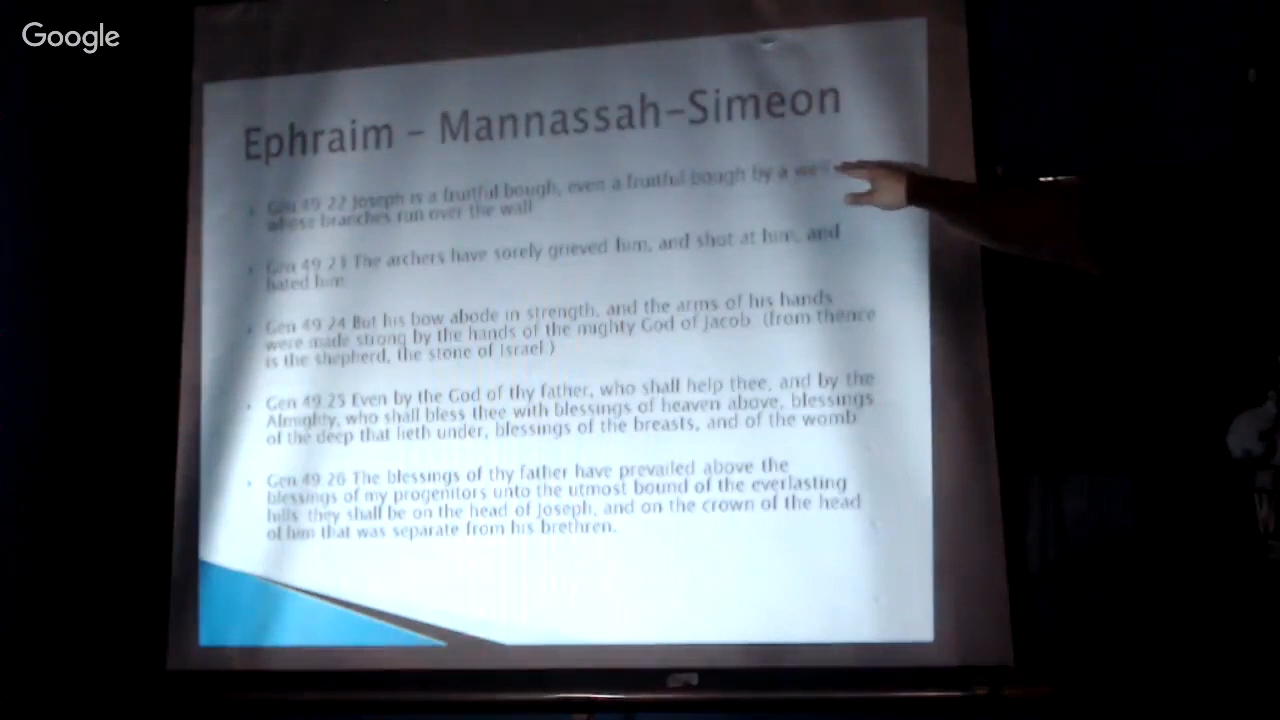 Google
Ephraim - Mannassah-Simeon
Gen 49:22 Joseph is a fruitful bough, even a fruitful bough by a
whose branches run over the wall
Gen 49:23 The archers have sorely grieved him, and shot at him, and
hated him
Gen 49:24 But his bow abode in strength, and the arms of his hands
were made strong by the hands of the mighty God of Jacob (from thence
is the shepherd, the stone of Israel)
Gen 49:25 Even by the God of thy father, who shall help thee, and by the
Almighty, who shall bless thee with blessings of heaven above, blessings
of the deep that lieth under, blessings of the breasts, and of the womb
Gen 49:26 The blessings of thy father have prevailed above the
blessings of my progenitors unto the utmost bound of the everlasting
hills they shall be on the head of Joseph, and on the crown of the head
of him that was separate from his brethren.